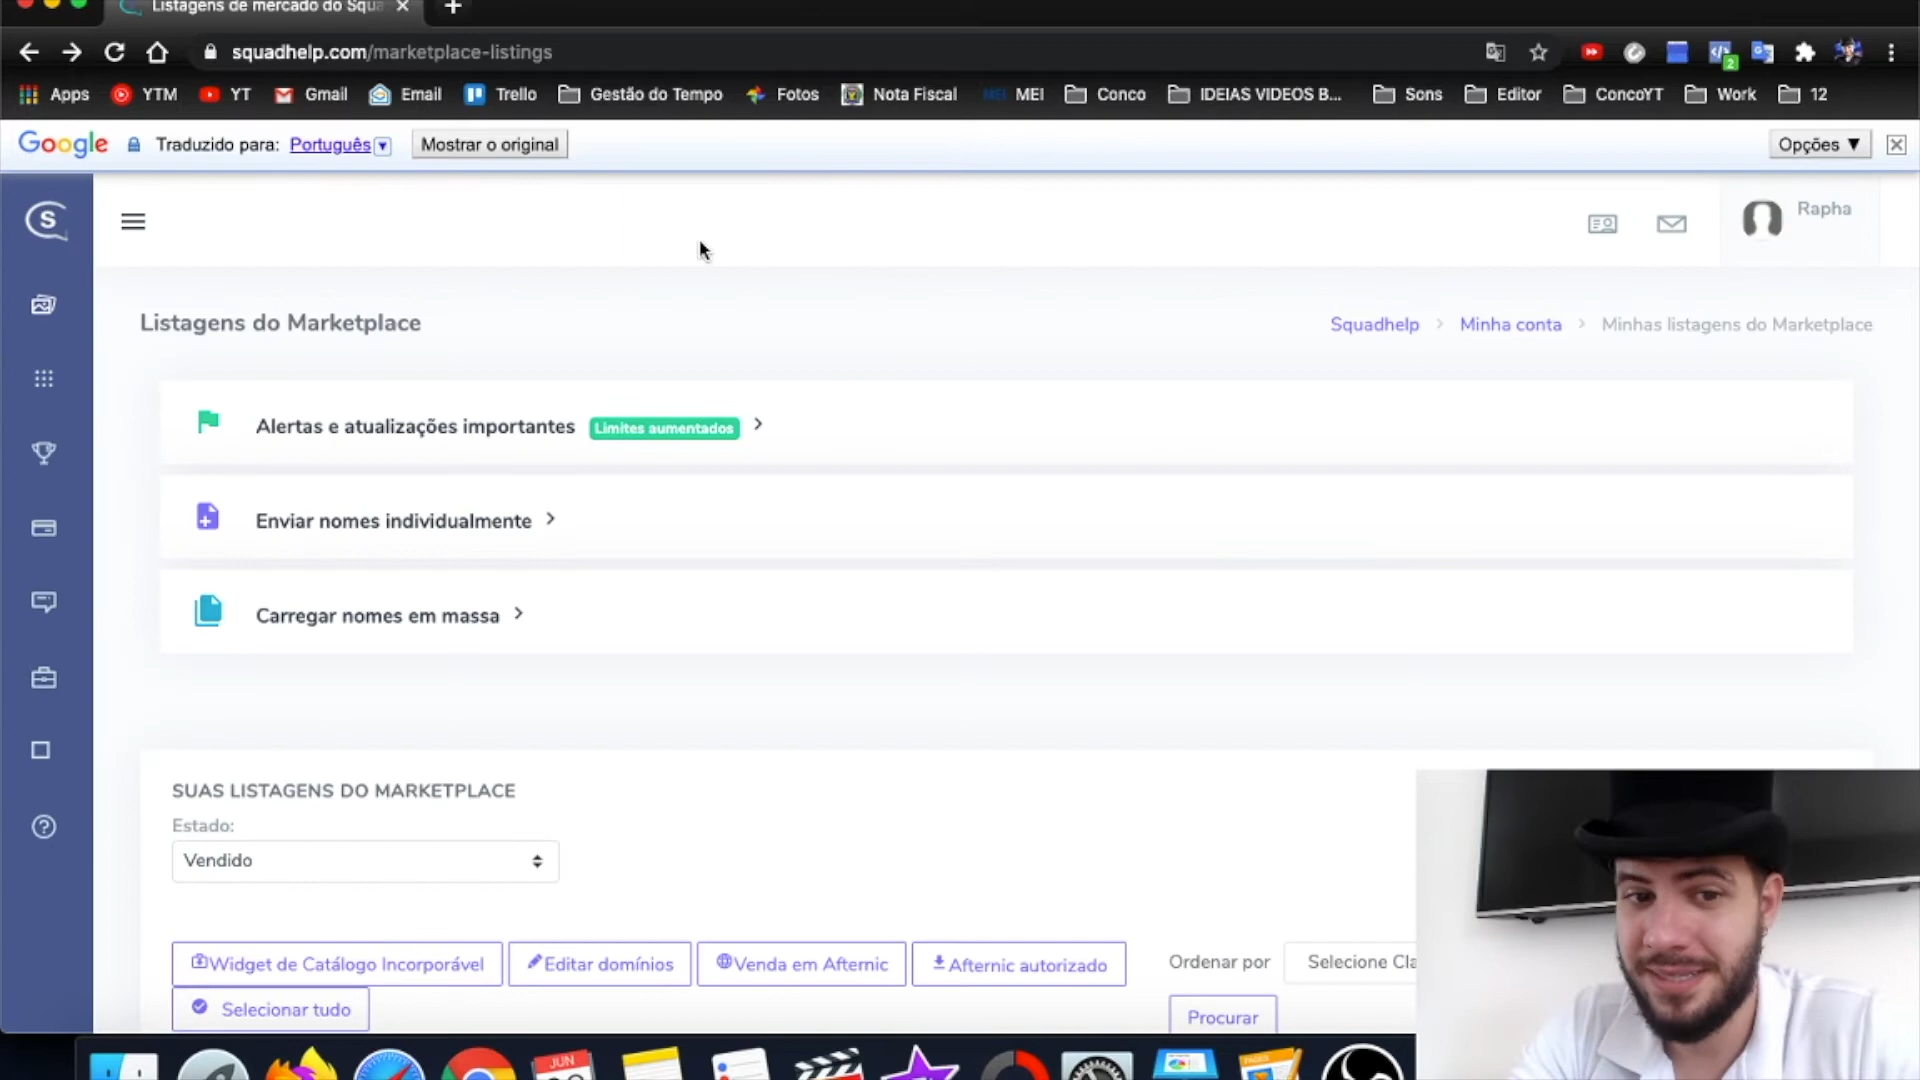 Listagens de mercado do Squa
squadhelp.com/marketplace-listings
Apps YTM YT Gmail Email Trello Gestão do Tempo Fotos Nota Fiscal MEI MEI Conco IDEIAS VIDEOS B... Sons Editor ConcoYT Work 12
Google Traduzido para: Português Mostrar o original Opções
S
Rapha
Listagens do Marketplace
Squadhelp > Minha conta > Minhas listagens do Marketplace
Alertas e atualizações importantes Limites aumentados
Enviar nomes individualmente
Carregar nomes em massa
SUAS LISTAGENS DO MARKETPLACE
Estado:
Vendido
Widget de Catálogo Incorporável Editar domínios Venda em Afternic Afternic autorizado Ordenar por Selecione Cla
Selecionar tudo Procurar
JUN